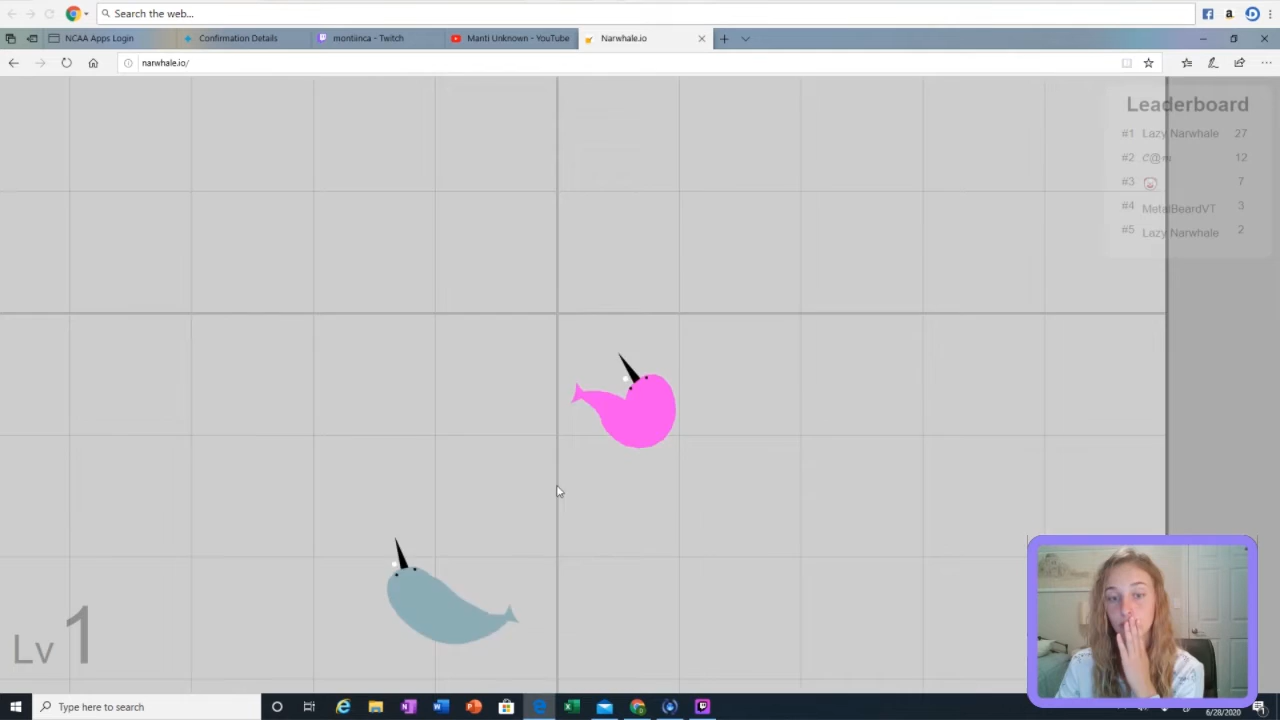 Search the web...
NCAA Apps Login
Confirmation Details
montiinca - Twitch
Manti Unknown - YouTube
Narwhale.io
narwhale.io/
Leaderboard
#1 Lazy Narwhale 27
#2 C@m 12
#3 7
#4 MetalBeardVT 3
#5 Lazy Narwhale 2
Lv 1
Type here to search
6/28/2020